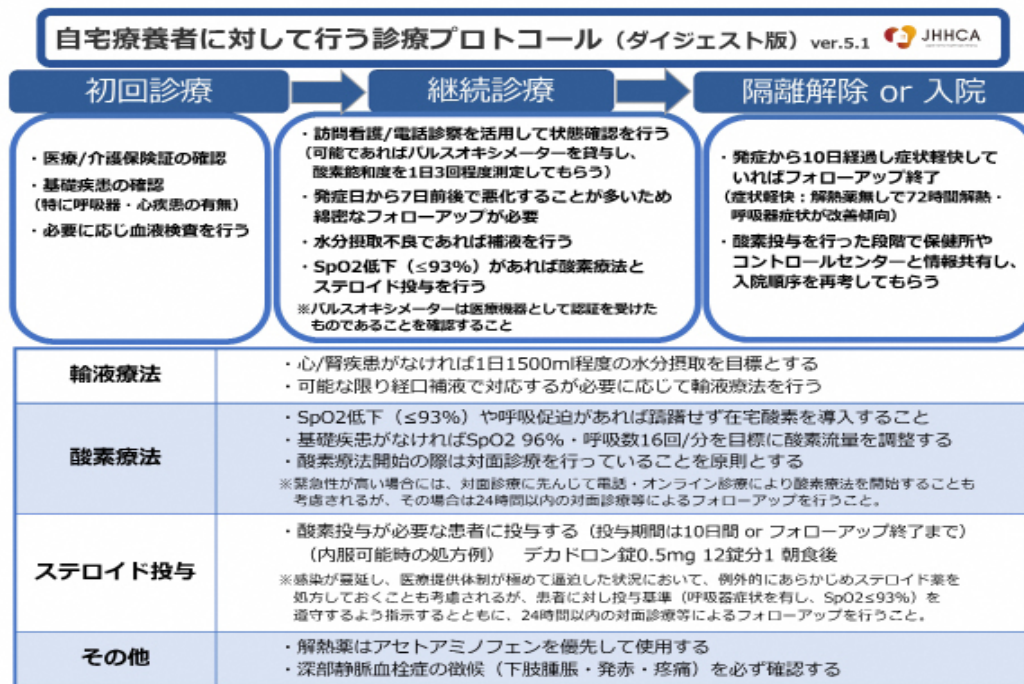 自宅療養者に対して行う診療プロトコール（ダイジェスト版）ver.5.1 JHHCA
初回診療
継続診療
隔離解除 or 入院
・医療/介護保険証の確認
・基礎疾患の確認
（特に呼吸器・心疾患の有無）
・必要に応じ血液検査を行う
・訪問看護/電話診察を活用して状態確認を行う
（可能であればパルスオキシメーターを貸与し、
酸素飽和度を1日3回程度測定してもらう）
・発症日から7日前後で悪化することが多いため
綿密なフォローアップが必要
・水分摂取不良であれば補液を行う
・SpO2低下（≤93%）があれば酸素療法と
ステロイド投与を行う
※パルスオキシメーターは医療機器として認証を受けた
ものであることを確認すること
・発症から10日経過し症状軽快して
いればフォローアップ終了
（症状軽快：解熱薬無しで72時間解熱・
呼吸器症状が改善傾向）
・酸素投与を行った段階で保健所や
コントロールセンターと情報共有し、
入院順序を再考してもらう
輸液療法
・心/腎疾患がなければ1日1500ml程度の水分摂取を目標とする
・可能な限り経口補液で対応するが必要に応じて輸液療法を行う
酸素療法
・SpO2低下（≤93%）や呼吸促迫があれば躊躇せず在宅酸素を導入すること
・基礎疾患がなければSpO2 96%・呼吸数16回/分を目標に酸素流量を調整する
・酸素療法開始の際は対面診療を行っていることを原則とする
※緊急性が高い場合には、対面診療に先んじて電話・オンライン診療により酸素療法を開始することも
考慮されるが、その場合は24時間以内の対面診療等によるフォローアップを行うこと。
ステロイド投与
・酸素投与が必要な患者に投与する（投与期間は10日間 or フォローアップ終了まで）
（内服可能時の処方例） デカドロン錠0.5mg 12錠分1 朝食後
※感染が蔓延し、医療提供体制が極めて逼迫した状況において、例外的にあらかじめステロイド薬を
処方しておくことも考慮されるが、患者に対し投与基準（呼吸器症状を有し、SpO2≤93%）を
遵守するよう指示するとともに、24時間以内の対面診療等によるフォローアップを行うこと。
その他
・解熱薬はアセトアミノフェンを優先して使用する
・深部静脈血栓症の徴候（下肢腫脹・発赤・疼痛）を必ず確認する